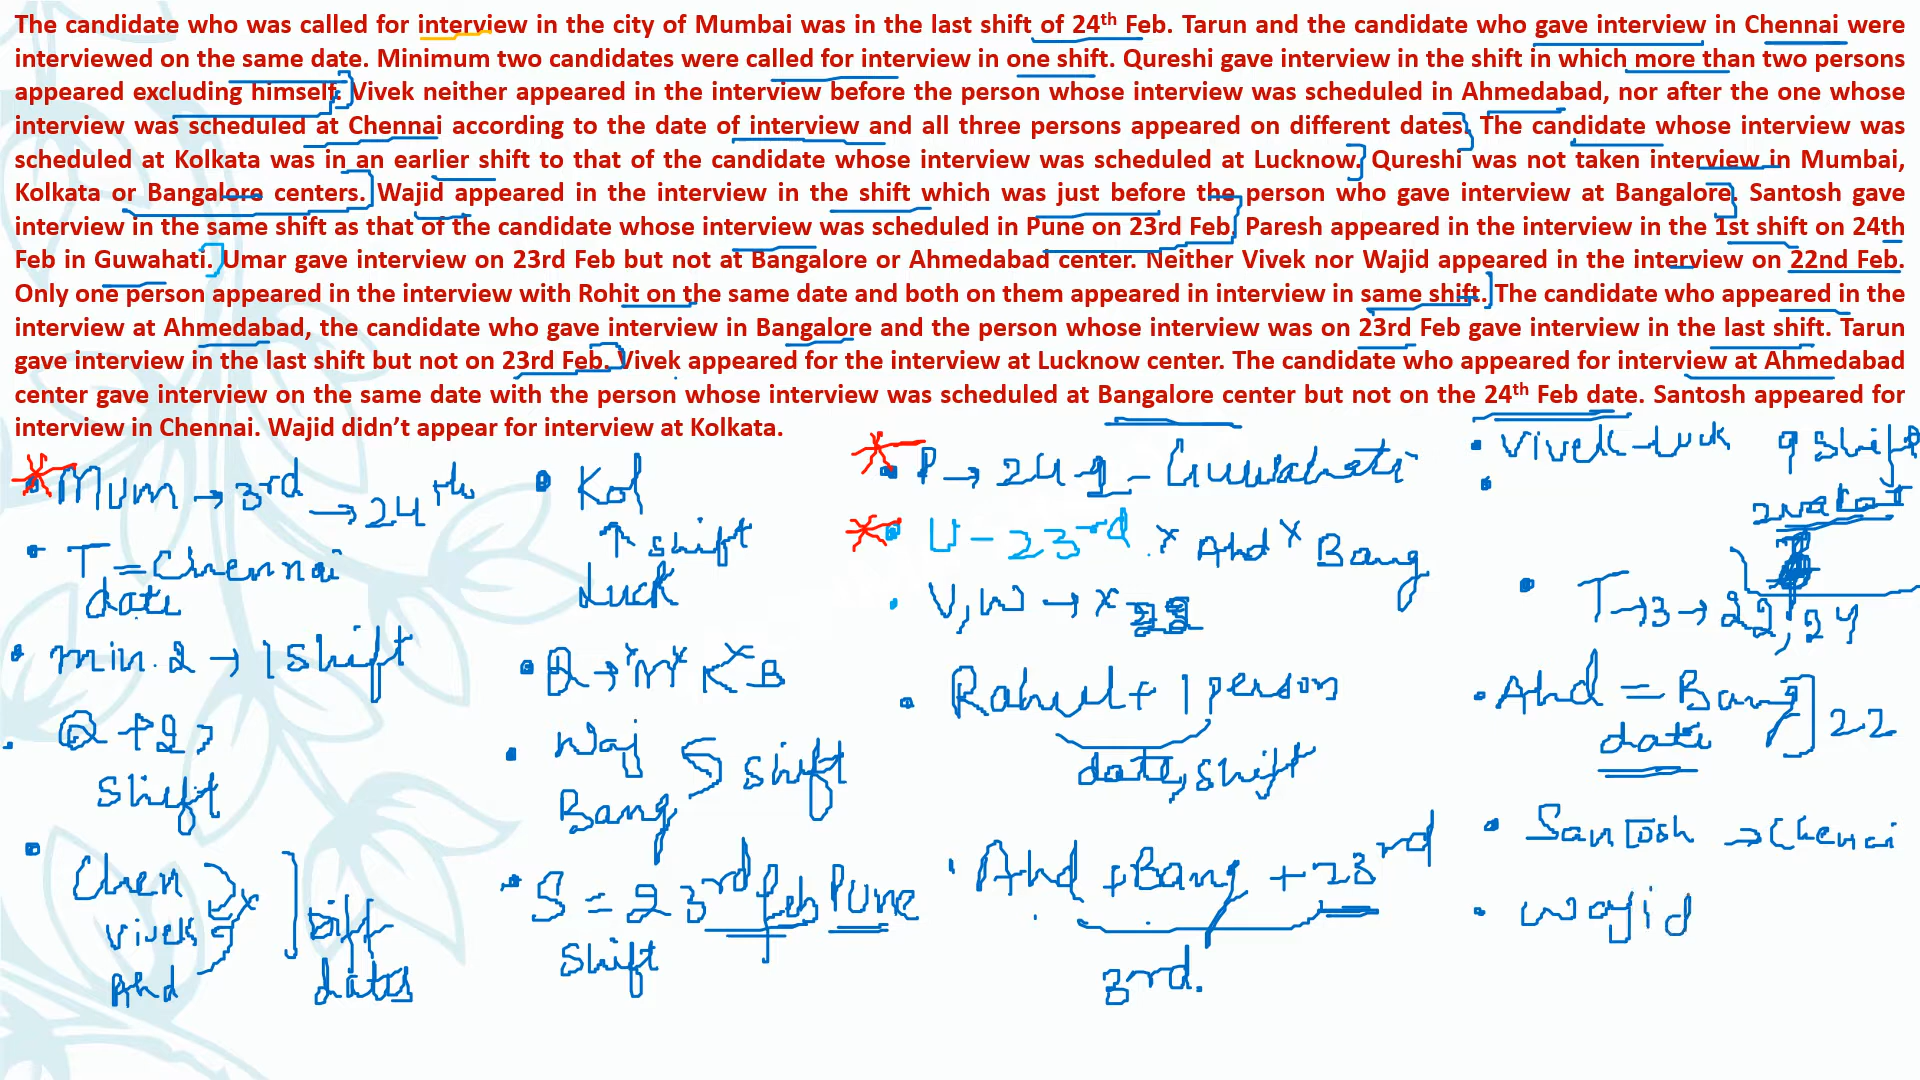 The candidate who was called for interview in the city of Mumbai was in the last shift of 24th Feb. Tarun and the candidate who gave interview in Chennai were
interviewed on the same date. Minimum two candidates were called for interview in one shift. Qureshi gave interview in the shift in which more than two persons
appeared excluding himself. Vivek neither appeared in the interview before the person whose interview was scheduled in Ahmedabad, nor after the one whose
interview was scheduled at Chennai according to the date of interview and all three persons appeared on different dates. The candidate whose interview was
scheduled at Kolkata was in an earlier shift to that of the candidate whose interview was scheduled at Lucknow. Qureshi was not taken interview in Mumbai,
Kolkata or Bangalore centers. Wajid appeared in the interview in the shift which was just before the person who gave interview at Bangalore. Santosh gave
interview in the same shift as that of the candidate whose interview was scheduled in Pune on 23rd Feb. Paresh appeared in the interview in the 1st shift on 24th
Feb in Guwahati. Umar gave interview on 23rd Feb but not at Bangalore or Ahmedabad center. Neither Vivek nor Wajid appeared in the interview on 22nd Feb.
Only one person appeared in the interview with Rohit on the same date and both on them appeared in interview in same shift. The candidate who appeared in the
interview at Ahmedabad, the candidate who gave interview in Bangalore and the person whose interview was on 23rd Feb gave interview in the last shift. Tarun
gave interview in the last shift but not on 23rd Feb. Vivek appeared for the interview at Lucknow center. The candidate who appeared for interview at Ahmedabad
center gave interview on the same date with the person whose interview was scheduled at Bangalore center but not on the 24th Feb date. Santosh appeared for
interview in Chennai. Wajid didn't appear for interview at Kolkata.
Mum → 3rd → 24th
T = Chennai
date
min. 2 → 1 shift
shift
Chen
Vivek
Ahd
x
diff
dates
Kol
↑ shift
Luck
Q → xM xK xB
Waj
Bang
> shift
S = 23rd Feb Pune
shift
P → 24 - 1 - Guwahati
U - 23rd x Ahd x Bang
V, W → x 22
Rahul + 1 person
date, shift
Ahd + Bang + 23rd
3rd.
Vivek - Luck
shift
T → 3 → 22, 24
Ahd = Bang
date
22
Santosh → Chenai
Wajid